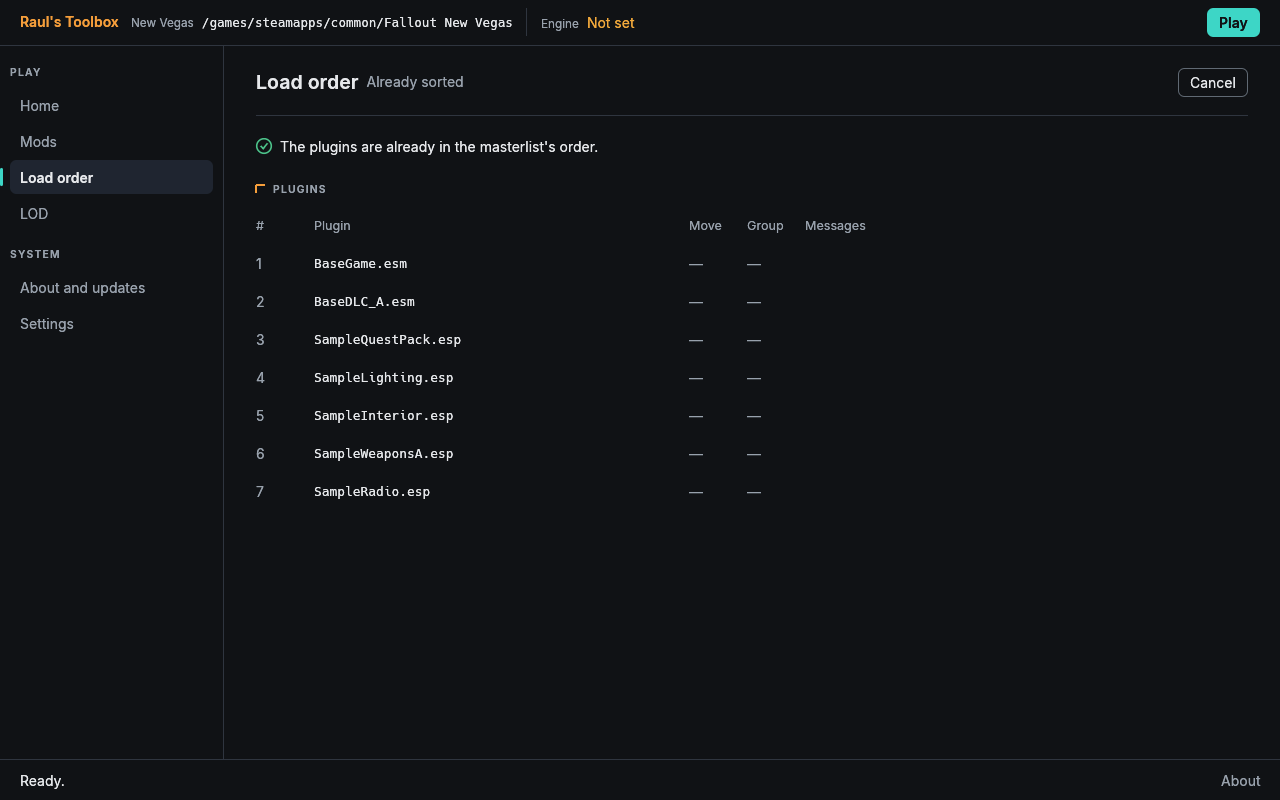 Raul's Toolbox New Vegas /games/steamapps/common/Fallout New Vegas Engine Not set Play
PLAY
Home
Mods
Load order
LOD
SYSTEM
About and updates
Settings
Load order Already sorted Cancel
The plugins are already in the masterlist's order.
PLUGINS
# Plugin Move Group Messages
1 BaseGame.esm — —
2 BaseDLC_A.esm — —
3 SampleQuestPack.esp — —
4 SampleLighting.esp — —
5 SampleInterior.esp — —
6 SampleWeaponsA.esp — —
7 SampleRadio.esp — —
Ready. About